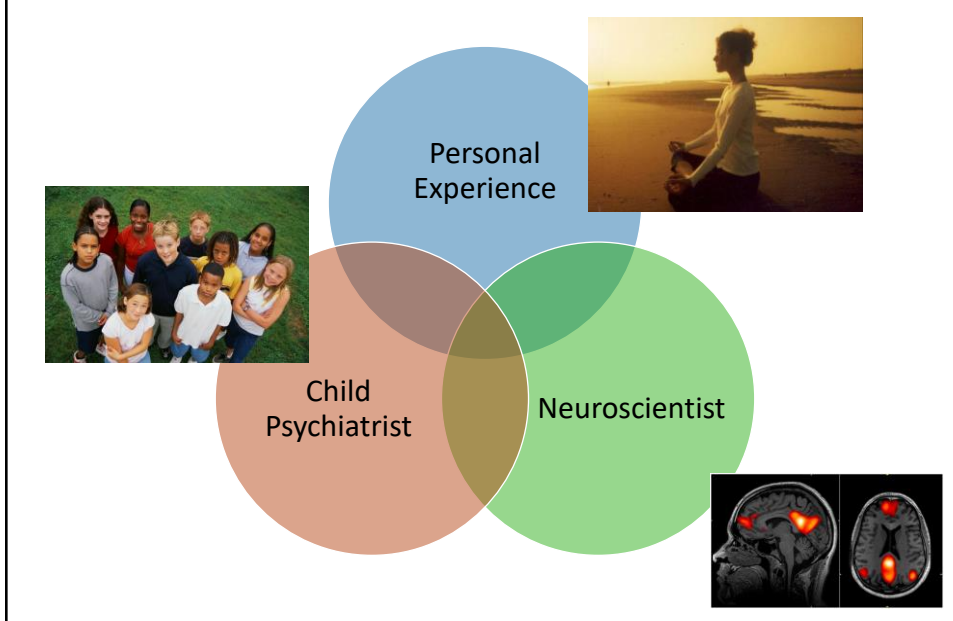 Personal
Experience
Child
Psychiatrist
Neuroscientist